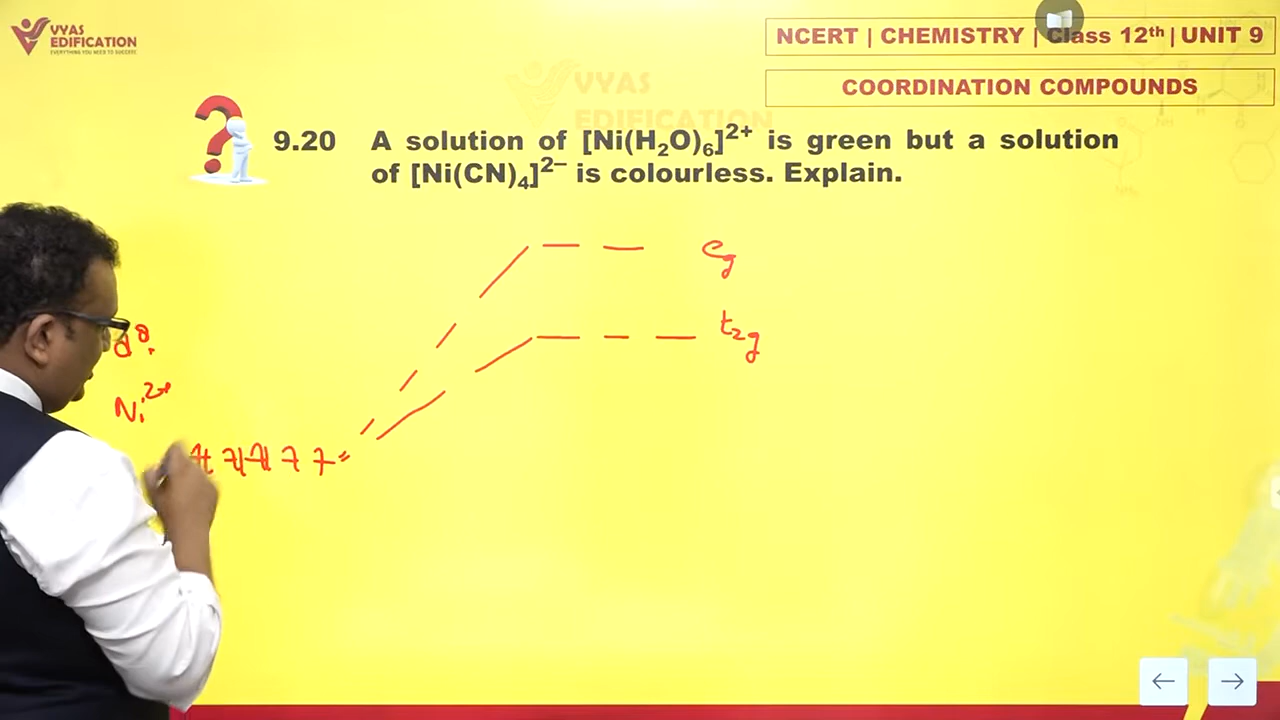 VYAS
EDIFICATION
EVERYTHING YOU NEED TO SUCCEED
NCERT | CHEMISTRY | Class 12th | UNIT 9
COORDINATION COMPOUNDS
VYAS
EDIFICATION
9.20 A solution of [Ni(H₂O)₆]²⁺ is green but a solution
of [Ni(CN)₄]²⁻ is colourless. Explain.
eg
t₂g
d⁸
Ni²⁺